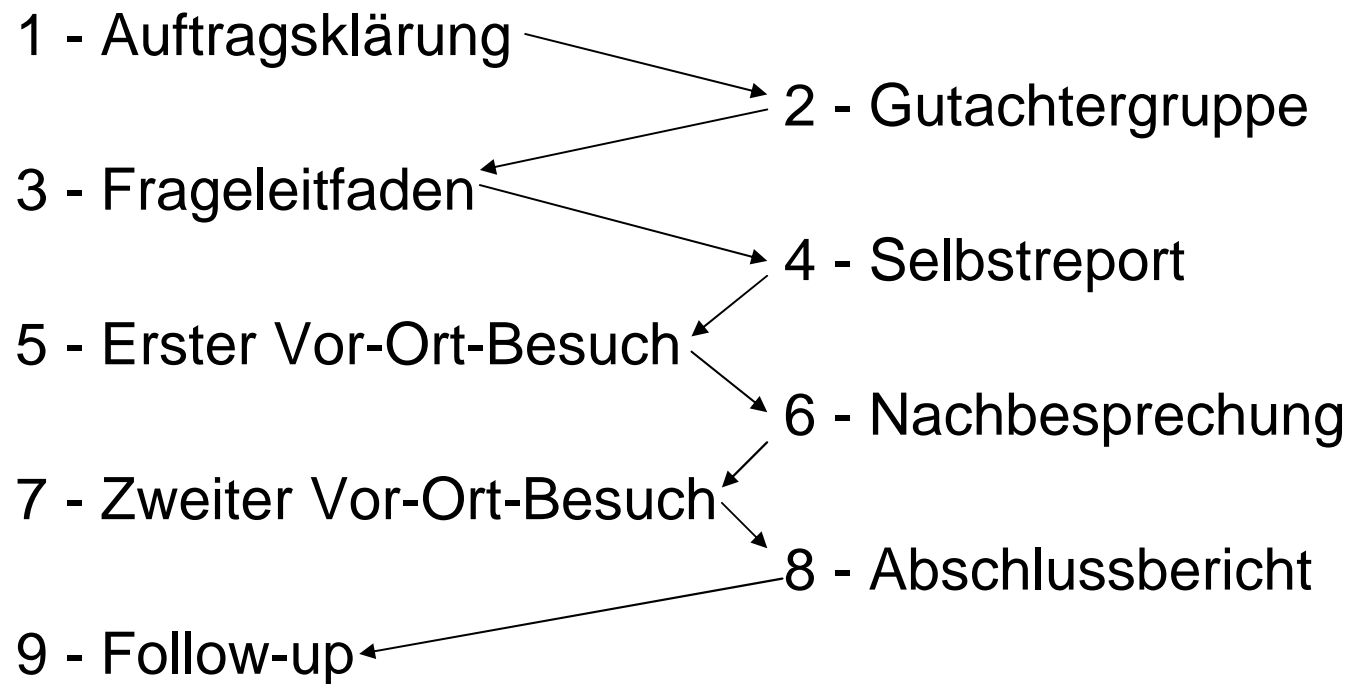 1 - Auftragsklärung
2 - Gutachtergruppe
3 - Frageleitfaden
4 - Selbstreport
5 - Erster Vor-Ort-Besuch
6 - Nachbesprechung
7 - Zweiter Vor-Ort-Besuch
8 - Abschlussbericht
9 - Follow-up